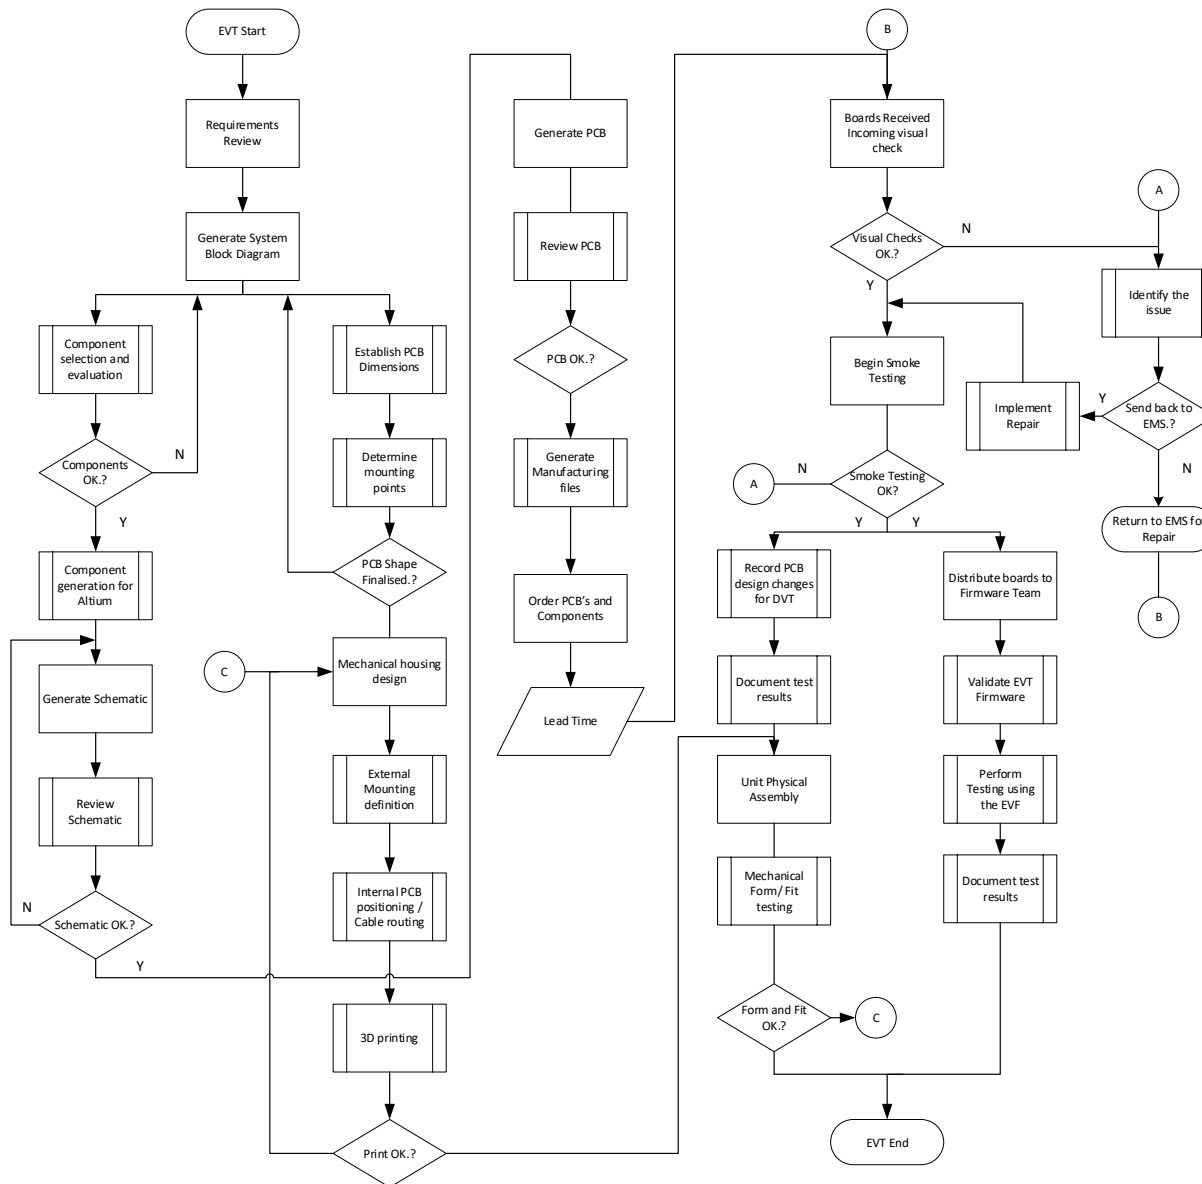 EVT Start
Requirements
Review
Generate System
Block Diagram
Component
selection and
evaluation
Components
OK.?
N
Y
Component
generation for
Altium
Generate Schematic
Review
Schematic
Schematic OK.?
N
Y
Establish PCB
Dimensions
Determine
mounting
points
PCB Shape
Finalised.?
C
Mechanical housing
design
External
Mounting
definition
Internal PCB
positioning /
Cable routing
3D printing
Print OK.?
Generate PCB
Review PCB
PCB OK.?
Generate
Manufacturing
files
Order PCB's and
Components
Lead Time
B
Boards Received
Incoming visual
check
Visual Checks
OK.?
N
Y
A
Identify the
issue
Send back to
EMS.?
Y
N
Implement
Repair
Return to EMS for
Repair
B
Begin Smoke
Testing
Smoke Testing
OK?
N
A
Y
Y
Record PCB
design changes
for DVT
Document test
results
Unit Physical
Assembly
Mechanical
Form/ Fit
testing
Form and Fit
OK.?
C
Distribute boards to
Firmware Team
Validate EVT
Firmware
Perform
Testing using
the EVF
Document test
results
EVT End